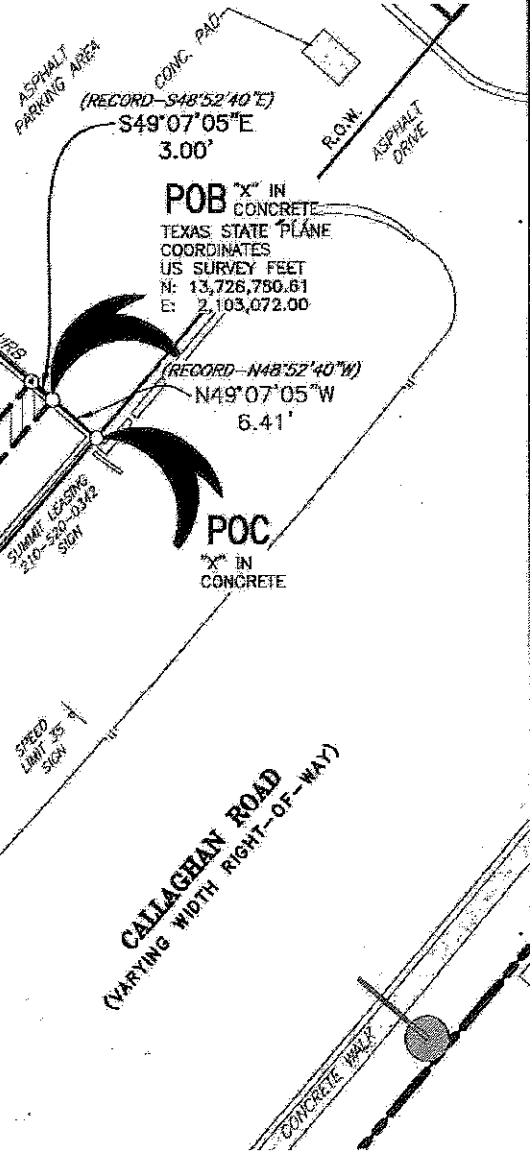 ASPHALT
PARKING AREA
CONC. PAD
(RECORD-S48°52'40"E)
S49°07'05"E
3.00'
R.O.W.
ASPHALT
DRIVE
POB "X" IN
CONCRETE
TEXAS STATE PLANE
COORDINATES
US SURVEY FEET
N: 13,726,780.61
E: 2,103,072.00
(RECORD-N48°52'40"W)
N49°07'05"W
6.41'
SUMMIT LEASING
210-520-0342
SIGN
POC
"X" IN
CONCRETE
SPEED
LIMIT 35
SIGN
CALLAGHAN ROAD
(VARYING WIDTH RIGHT-OF-WAY)
CONCRETE WALK